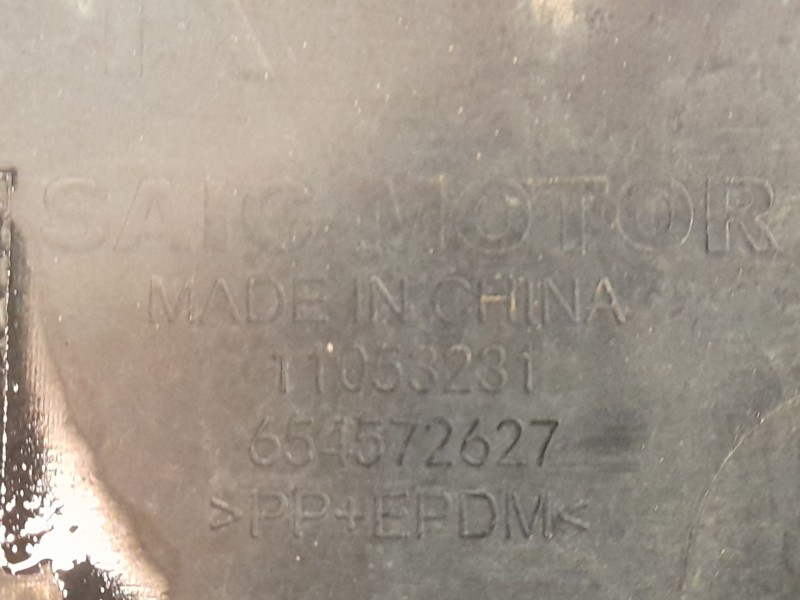 SAIC MOTOR
MADE IN CHINA
11053231
654572627
>PP+EPDM<